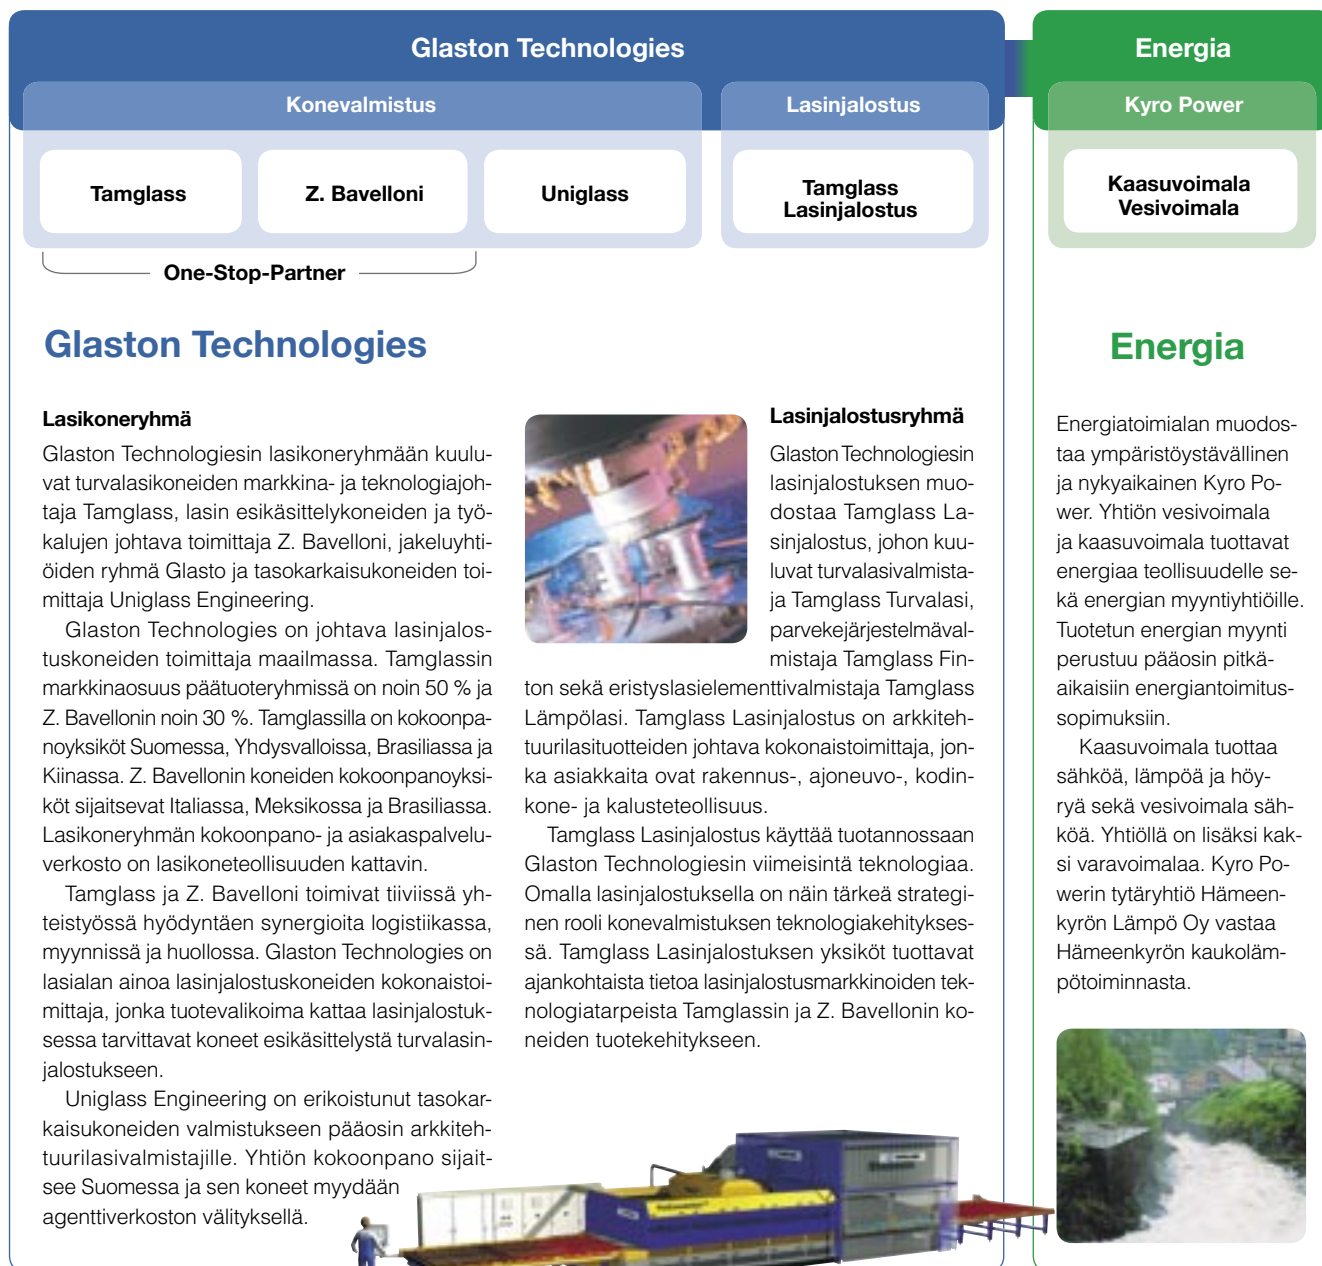 Glaston Technologies
Energia
Konevalmistus
Lasinjalostus
Kyro Power
Tamglass
Z. Bavelloni
Uniglass
Tamglass
Lasinjalostus
Kaasuvoimala
Vesivoimala
One-Stop-Partner
Glaston Technologies
Lasikoneryhmä
Glaston Technologiesin lasikoneryhmään kuulu-
vat turvalasikoneiden markkina- ja teknologiajoh-
taja Tamglass, lasin esikäsittelykoneiden ja työ-
kalujen johtava toimittaja Z. Bavelloni, jakeluyhti-
öiden ryhmä Glasto ja tasokarkaisukoneiden toi-
mittaja Uniglass Engineering.
Glaston Technologies on johtava lasinjalos-
tuskoneiden toimittaja maailmassa. Tamglassin
markkinaosuus päätuoteryhmissä on noin 50 % ja
Z. Bavellonin noin 30 %. Tamglassilla on kokoonpa-
noyksiköt Suomessa, Yhdysvalloissa, Brasiliassa ja
Kiinassa. Z. Bavellonin koneiden kokoonpanoyksi-
köt sijaitsevat Italiassa, Meksikossa ja Brasiliassa.
Lasikoneryhmän kokoonpano- ja asiakaspalvelu-
verkosto on lasikoneteollisuuden kattavin.
Tamglass ja Z. Bavelloni toimivat tiiviissä yh-
teistyössä hyödyntäen synergioita logistiikassa,
myynnissä ja huollossa. Glaston Technologies on
lasialan ainoa lasinjalostuskoneiden kokonaistoi-
mittaja, jonka tuotevalikoima kattaa lasinjalostuk-
sessa tarvittavat koneet esikäsittelystä turvalasin-
jalostukseen.
Uniglass Engineering on erikoistunut tasokar-
kaisukoneiden valmistukseen pääosin arkkiteh-
tuurilasivalmistajille. Yhtiön kokoonpano sijait-
see Suomessa ja sen koneet myydään
agenttiverkoston välityksellä.
Lasinjalostusryhmä
Glaston Technologiesin
lasinjalostuksen muo-
dostaa Tamglass La-
sinjalostus, johon kuu-
luvat turvalasivalmista-
ja Tamglass Turvalasi,
parvekejärjestelmäval-
mistaja Tamglass Fin-
ton sekä eristyslasielementtivalmistaja Tamglass
Lämpölasi. Tamglass Lasinjalostus on arkkiteh-
tuurilasituotteiden johtava kokonaistoimittaja, jon-
ka asiakkaita ovat rakennus-, ajoneuvo-, kodin-
kone- ja kalusteteollisuus.
Tamglass Lasinjalostus käyttää tuotannossaan
Glaston Technologiesin viimeisintä teknologiaa.
Omalla lasinjalostuksella on näin tärkeä strategi-
nen rooli konevalmistuksen teknologiakehitykses-
sä. Tamglass Lasinjalostuksen yksiköt tuottavat
ajankohtaista tietoa lasinjalostusmarkkinoiden tek-
nologiatarpeista Tamglassin ja Z. Bavellonin ko-
neiden tuotekehitykseen.
Energia
Energiatoimialan muodos-
taa ympäristöystävällinen
ja nykyaikainen Kyro Po-
wer. Yhtiön vesivoimala
ja kaasuvoimala tuottavat
energiaa teollisuudelle se-
kä energian myyntiyhtiöille.
Tuotetun energian myynti
perustuu pääosin pitkä-
aikaisiin energiantoimitus-
sopimuksiin.
Kaasuvoimala tuottaa
sähköä, lämpöä ja höy-
ryä sekä vesivoimala säh-
köä. Yhtiöllä on lisäksi kak-
si varavoimalaa. Kyro Po-
werin tytäryhtiö Hämeen-
kyrön Lämpö Oy vastaa
Hämeenkyrön kaukoläm-
pötoiminnasta.